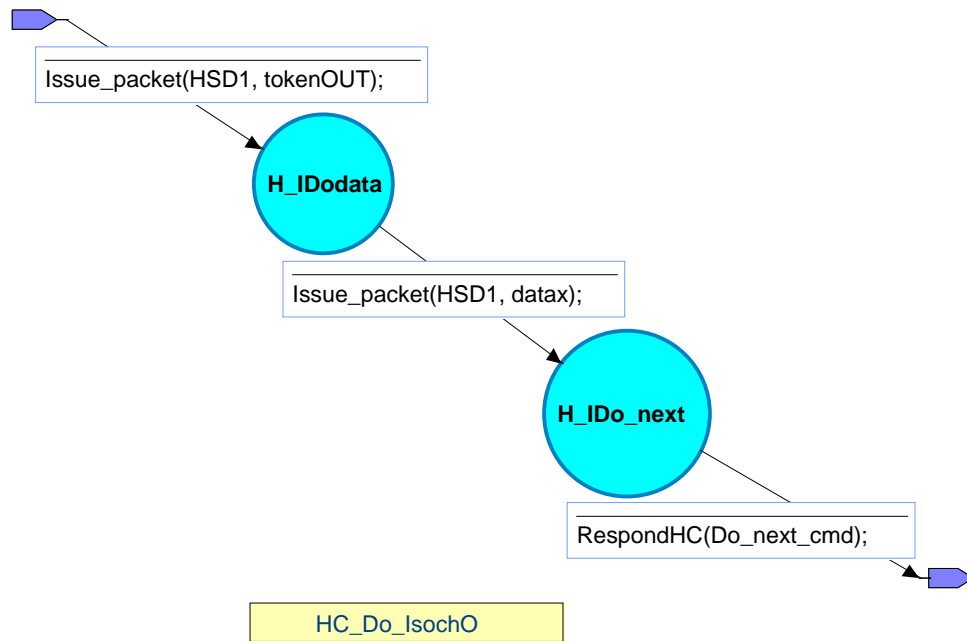 Issue_packet(HSD1, tokenOUT);
H_IDodata
Issue_packet(HSD1, datax);
H_IDo_next
RespondHC(Do_next_cmd);
HC_Do_IsochO